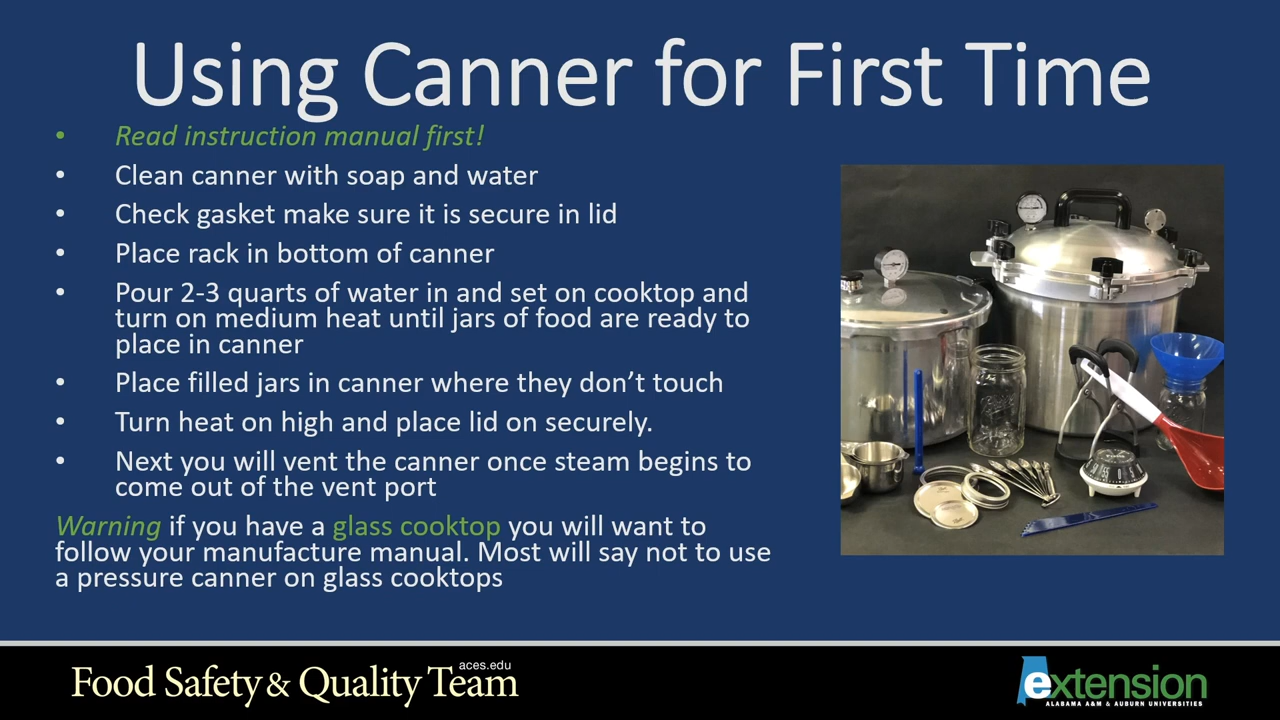 Using Canner for First Time
• Read instruction manual first!
• Clean canner with soap and water
• Check gasket make sure it is secure in lid
• Place rack in bottom of canner
• Pour 2-3 quarts of water in and set on cooktop and
turn on medium heat until jars of food are ready to
place in canner
• Place filled jars in canner where they don’t touch
• Turn heat on high and place lid on securely.
• Next you will vent the canner once steam begins to
come out of the vent port
Warning if you have a glass cooktop you will want to
follow your manufacture manual. Most will say not to use
a pressure canner on glass cooktops
Food Safety & Quality Team
aces.edu
extension
ALABAMA A&M & AUBURN UNIVERSITIES